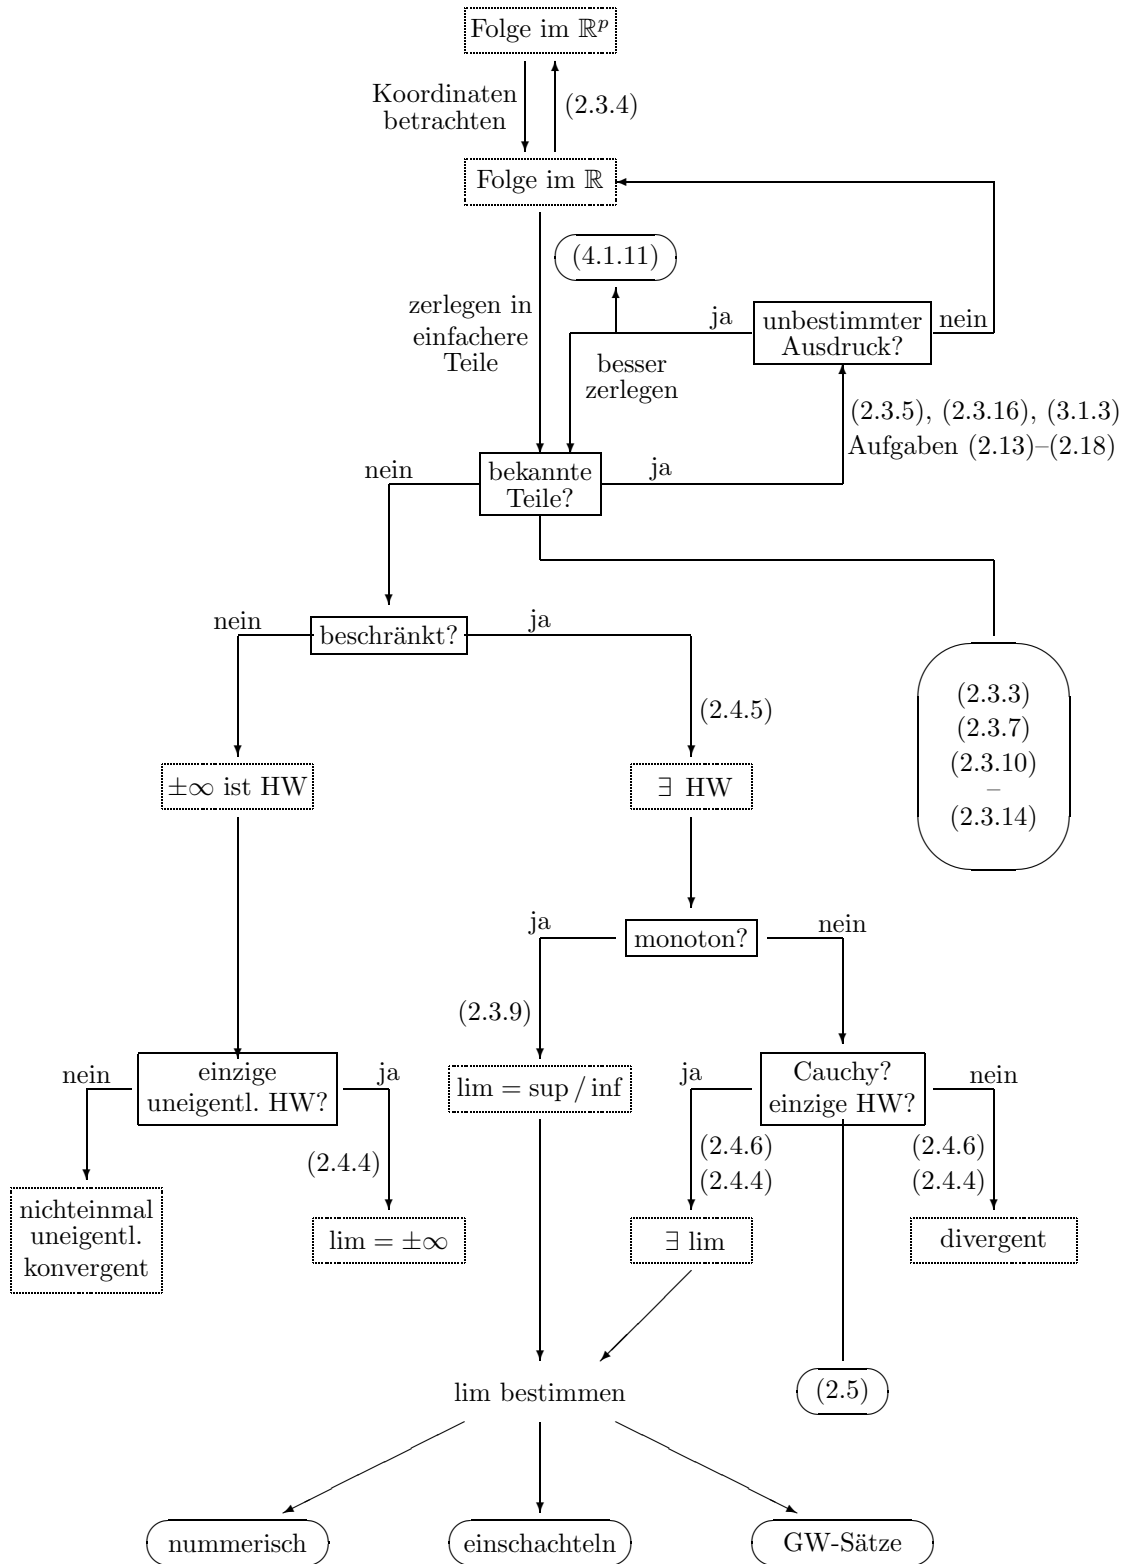 Folge im ℝᵖ
Koordinaten
betrachten
(2.3.4)
Folge im ℝ
(4.1.11)
zerlegen in
einfachere
Teile
ja
unbestimmter
Ausdruck?
nein
besser
zerlegen
(2.3.5), (2.3.16), (3.1.3)
Aufgaben (2.13)–(2.18)
nein
bekannte
Teile?
ja
nein
beschränkt?
ja
(2.4.5)
(2.3.3)
(2.3.7)
(2.3.10)
–
(2.3.14)
±∞ ist HW
∃ HW
ja
monoton?
nein
(2.3.9)
nein
einzige
uneigentl. HW?
ja
lim = sup / inf
ja
Cauchy?
einzige HW?
nein
(2.4.4)
(2.4.6)
(2.4.4)
(2.4.6)
(2.4.4)
nichteinmal
uneigentl.
konvergent
lim = ±∞
∃ lim
divergent
lim bestimmen
(2.5)
nummerisch
einschachteln
GW-Sätze